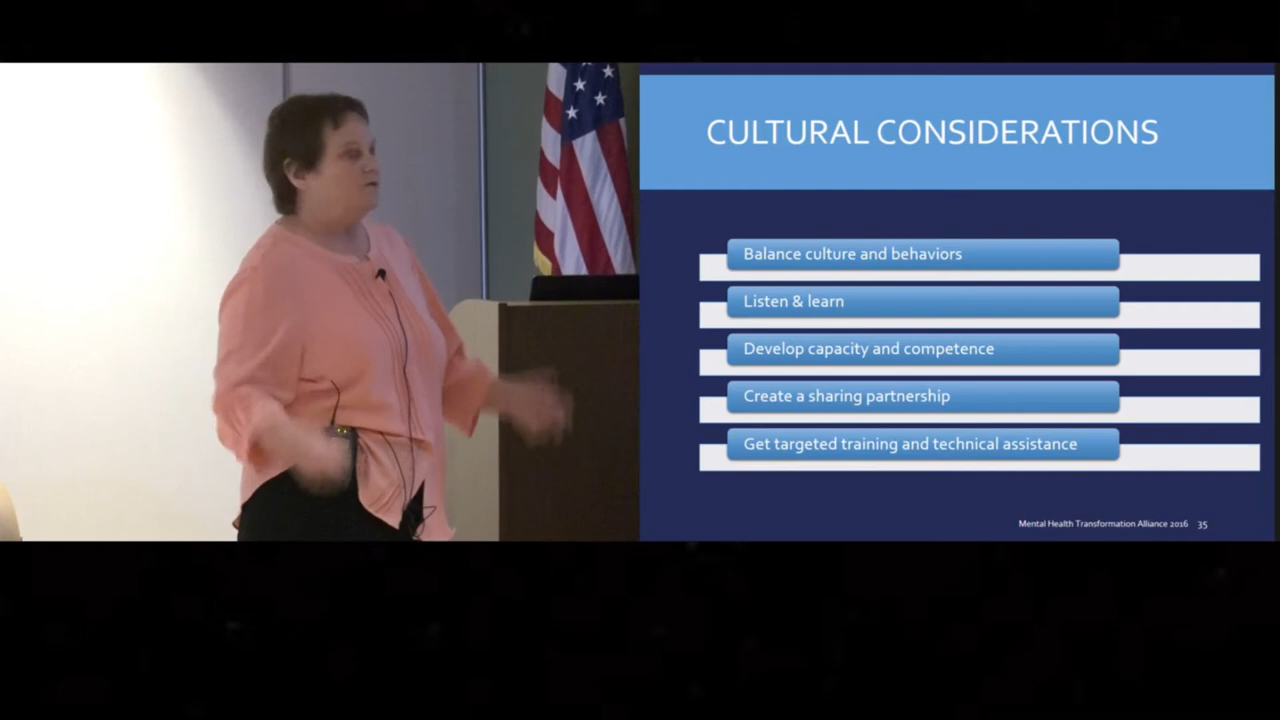 CULTURAL CONSIDERATIONS
Balance culture and behaviors
Listen & learn
Develop capacity and competence
Create a sharing partnership
Get targeted training and technical assistance
Mental Health Transformation Alliance 2016 35